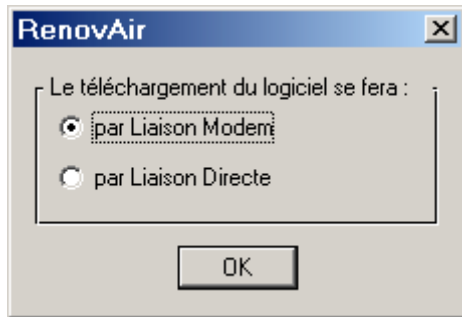 RenovAir
Le téléchargement du logiciel se fera :
par Liaison Modem
par Liaison Directe
OK